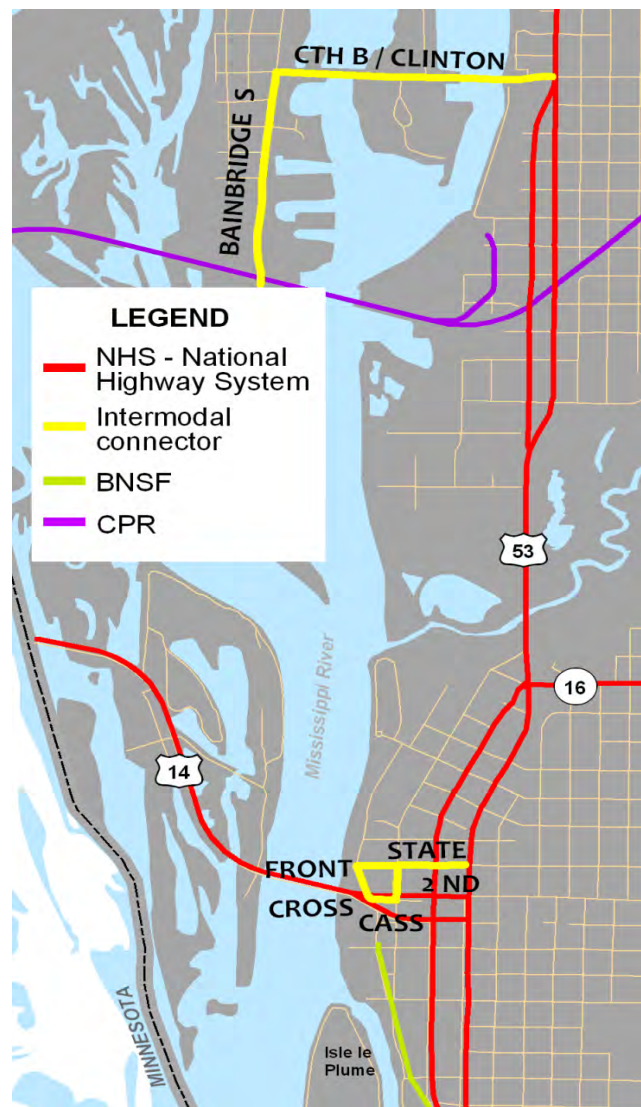 CTH B / CLINTON
BAINBRIDGE S
LEGEND
NHS - National
Highway System
Intermodal
connector
BNSF
CPR
53
Mississippi River
16
14
STATE
FRONT
2 ND
CROSS
CASS
MINNESOTA
Isle le
Plume